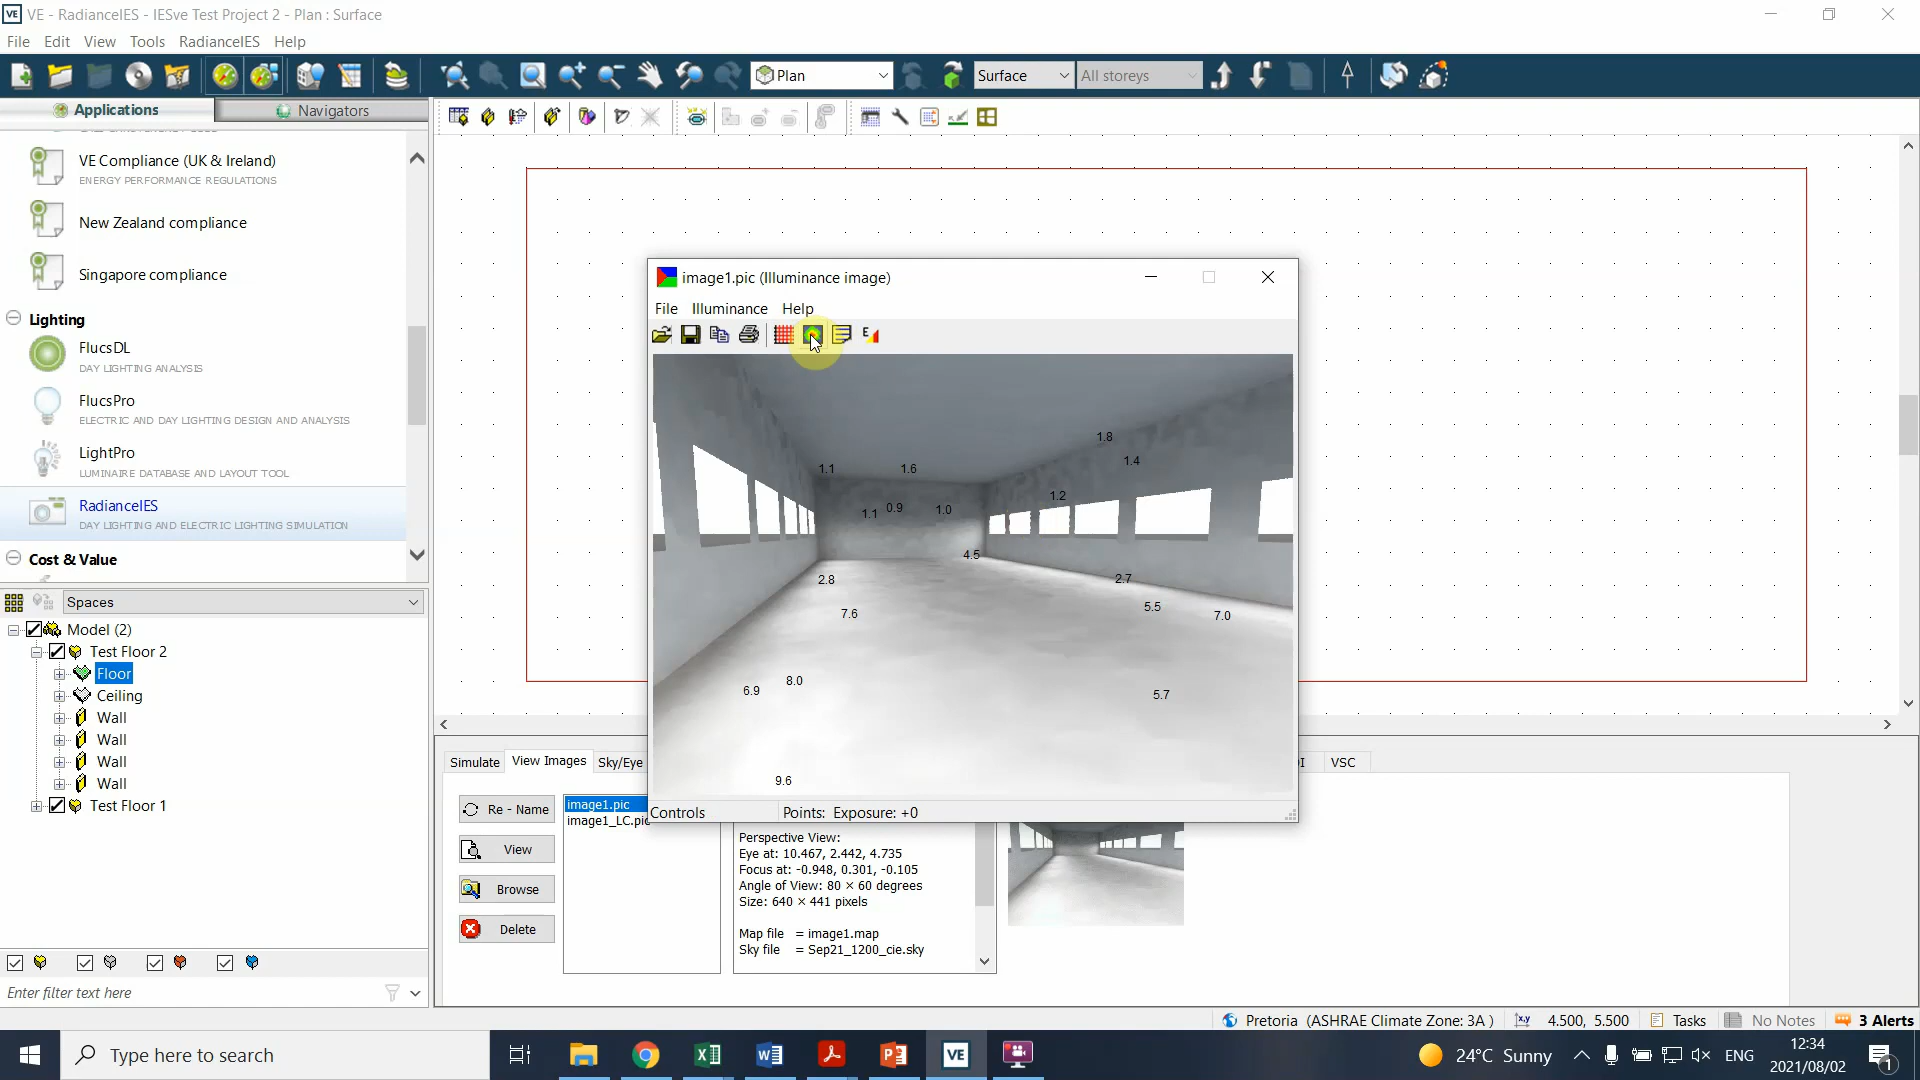 VE VE - RadianceIES - IESve Test Project 2 - Plan : Surface
File Edit View Tools RadianceIES Help
Plan Surface All storeys
Applications Navigators
VE Compliance (UK & Ireland)
ENERGY PERFORMANCE REGULATIONS
New Zealand compliance
Singapore compliance
Lighting
FlucsDL
DAY LIGHTING ANALYSIS
FlucsPro
ELECTRIC AND DAY LIGHTING DESIGN AND ANALYSIS
LightPro
LUMINAIRE DATABASE AND LAYOUT TOOL
RadianceIES
DAY LIGHTING AND ELECTRIC LIGHTING SIMULATION
Cost & Value
Spaces
Model (2)
Test Floor 2
Floor
Ceiling
Wall
Wall
Wall
Wall
Test Floor 1
Enter filter text here
image1.pic (Illuminance image)
File Illuminance Help
E
1.8
1.4
1.1 1.6
1.2
1.1 0.9 1.0
4.5
2.8 2.7
7.6 5.5 7.0
6.9 8.0 5.7
9.6
Controls Points: Exposure: +0
Simulate View Images Sky/Eye VSC
Re - Name
View
Browse
Delete
image1.pic
image1_LC.pic
Perspective View:
Eye at: 10.467, 2.442, 4.735
Focus at: -0.948, 0.301, -0.105
Angle of View: 80 × 60 degrees
Size: 640 × 441 pixels
Map file = image1.map
Sky file = Sep21_1200_cie.sky
Pretoria (ASHRAE Climate Zone: 3A ) x,y 4.500, 5.500 Tasks No Notes 3 Alerts
Type here to search
VE
24°C Sunny ENG 12:34
2021/08/02
1